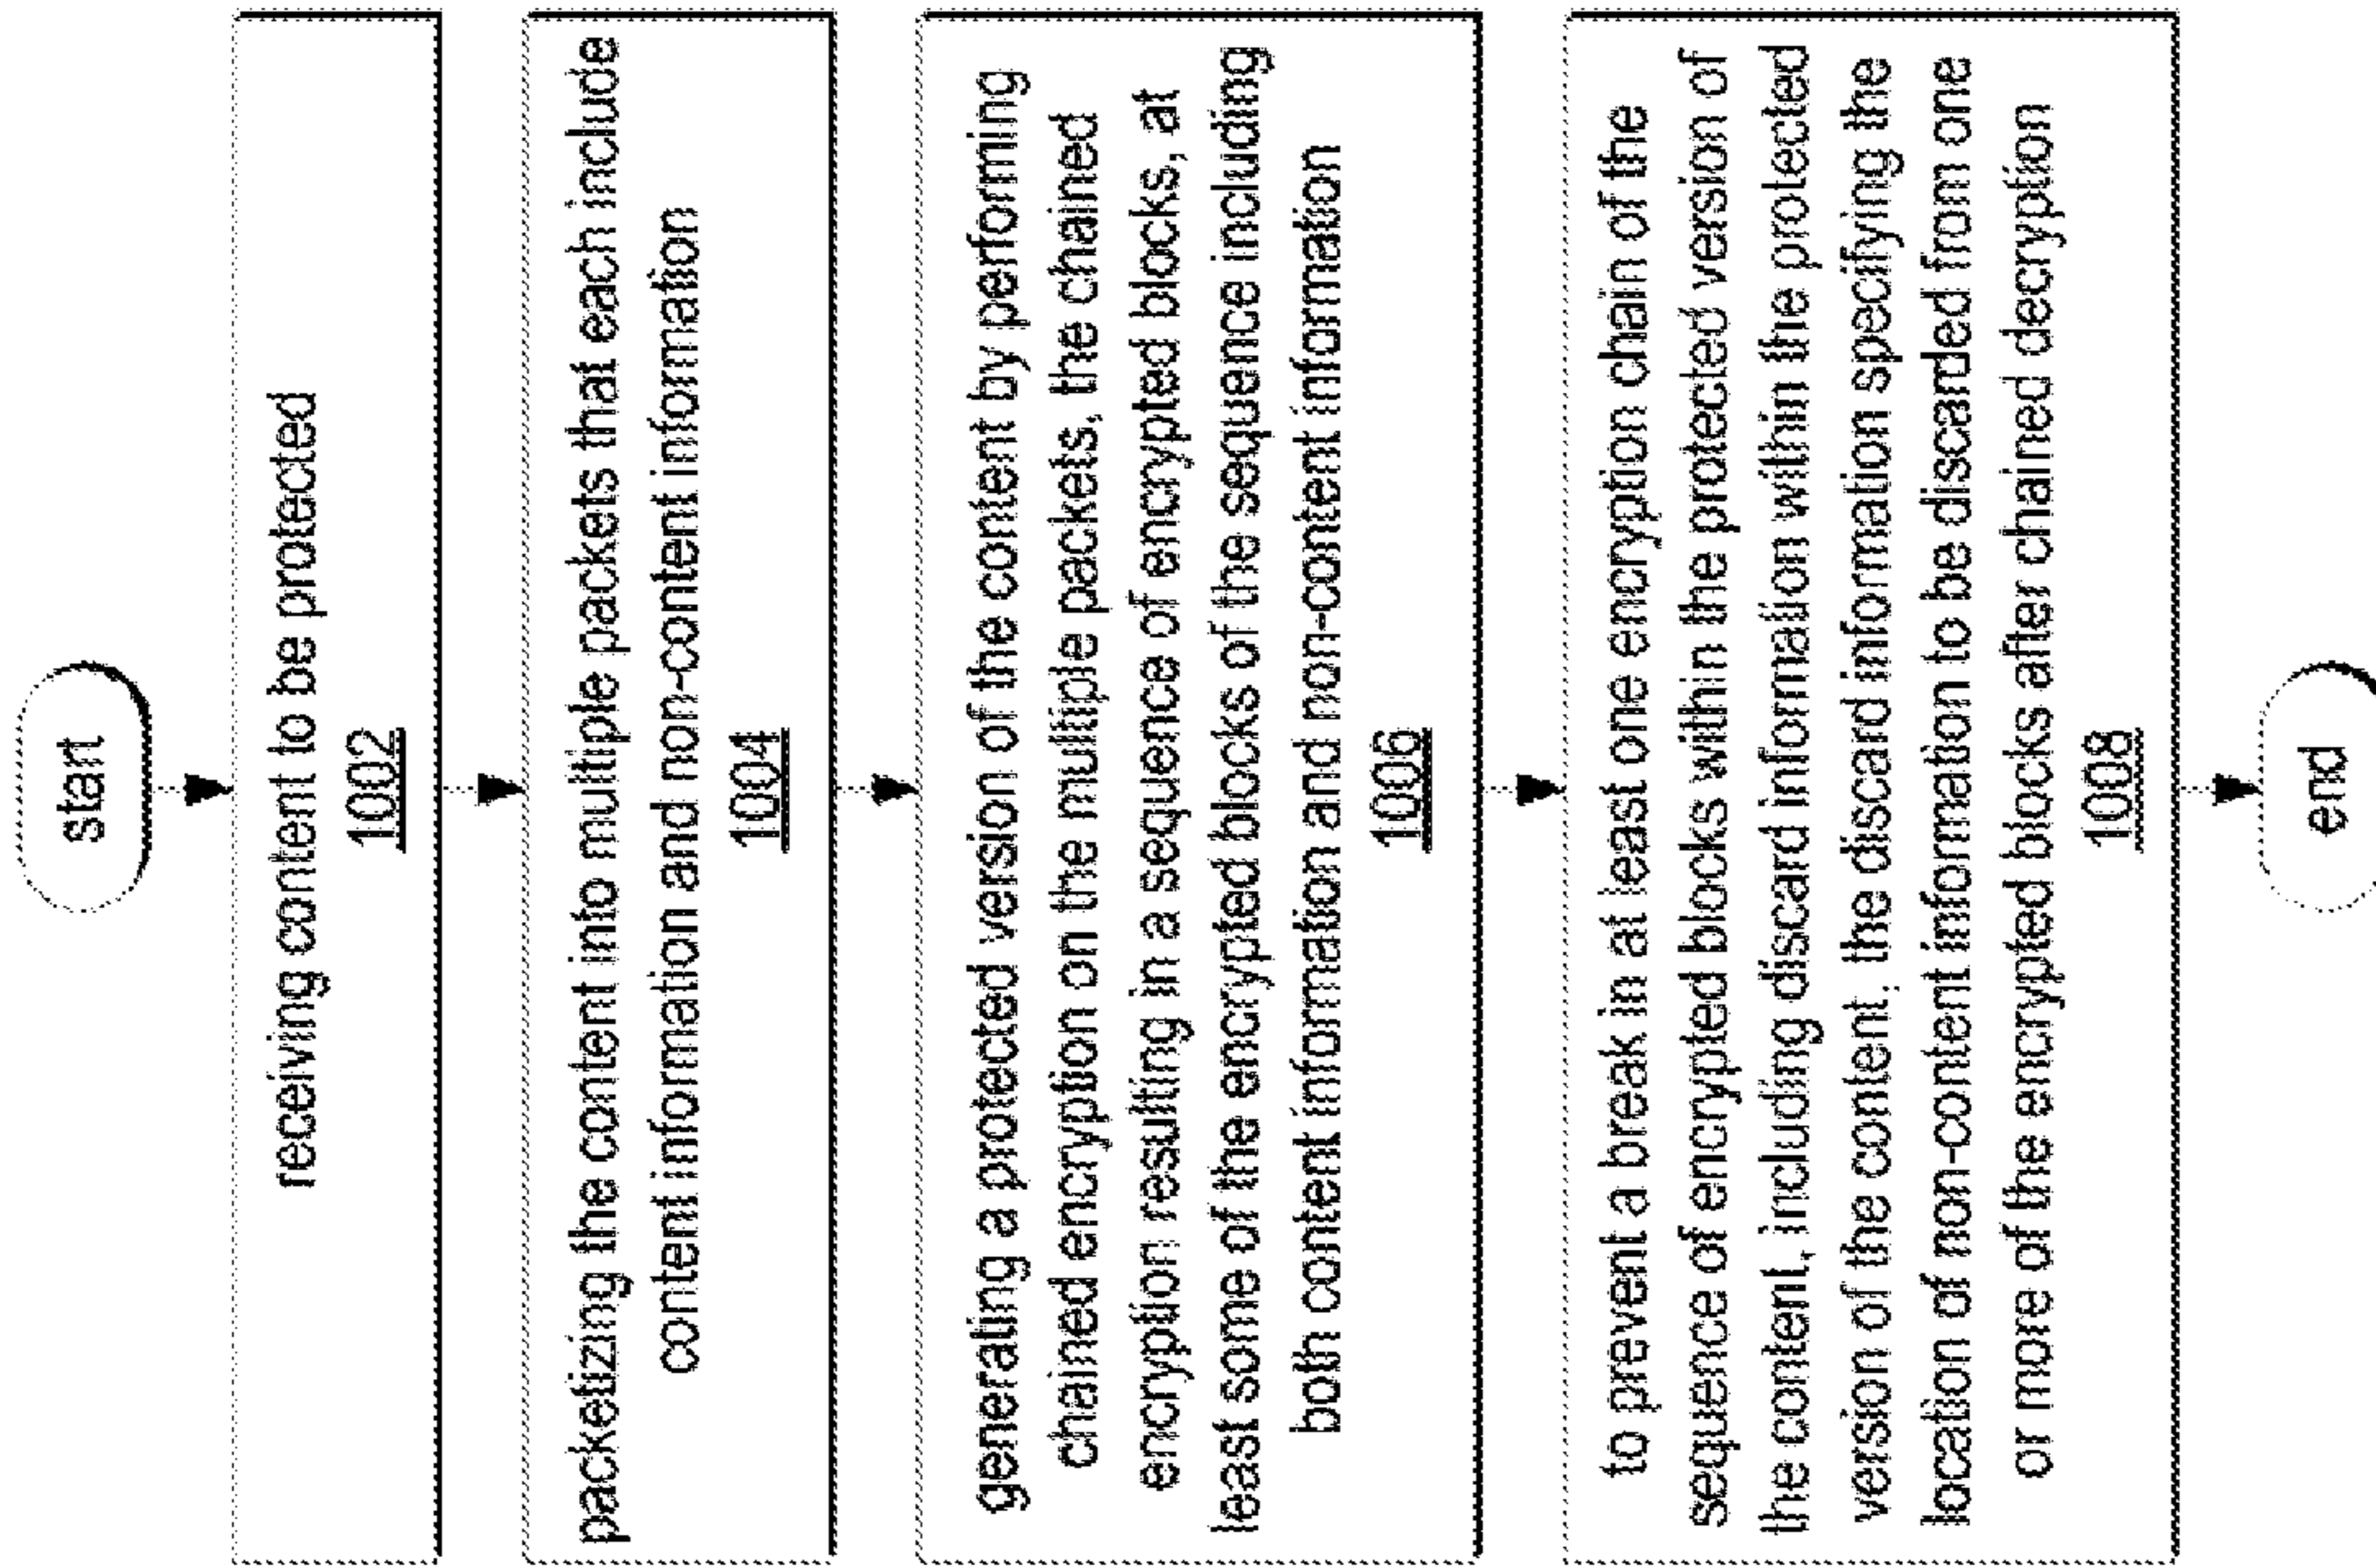 start
receiving content to be protected
1002
packetizing the content into multiple packets that each include
content information and non-content information
1004
generating a protected version of the content by performing
chained encryption on the multiple packets, the chained
encryption resulting in a sequence of encrypted blocks, at
least some of the encrypted blocks of the sequence including
both content information and non-content information
1006
to prevent a break in at least one encryption chain of the
sequence of encrypted blocks within the protected version of
the content, including discard information within the protected
version of the content, the discard information specifying the
location of non-content information to be discarded from one
or more of the encrypted blocks after chained decryption
1008
end